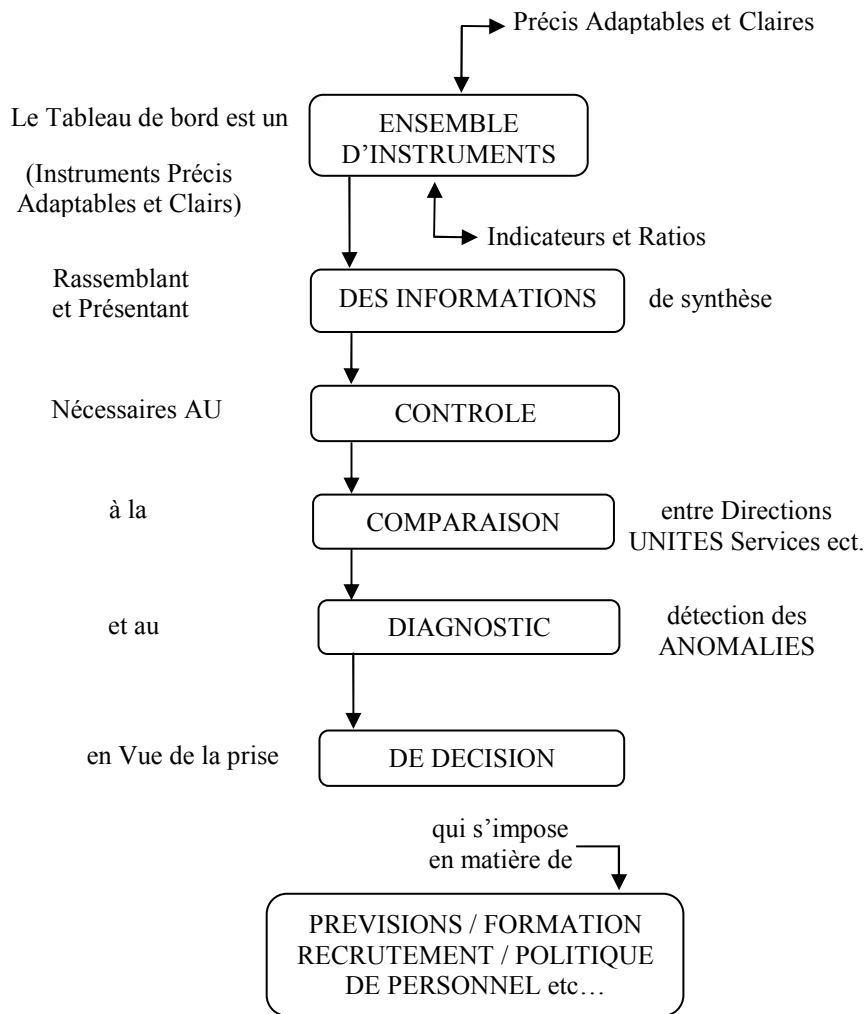 Précis Adaptables et Claires
Le Tableau de bord est un
ENSEMBLE
D’INSTRUMENTS
(Instruments Précis
Adaptables et Clairs)
Indicateurs et Ratios
Rassemblant
et Présentant
DES INFORMATIONS
de synthèse
Nécessaires AU
CONTROLE
à la
COMPARAISON
entre Directions
UNITES Services ect.
et au
DIAGNOSTIC
détection des
ANOMALIES
en Vue de la prise
DE DECISION
qui s’impose
en matière de
PREVISIONS / FORMATION
RECRUTEMENT / POLITIQUE
DE PERSONNEL etc…